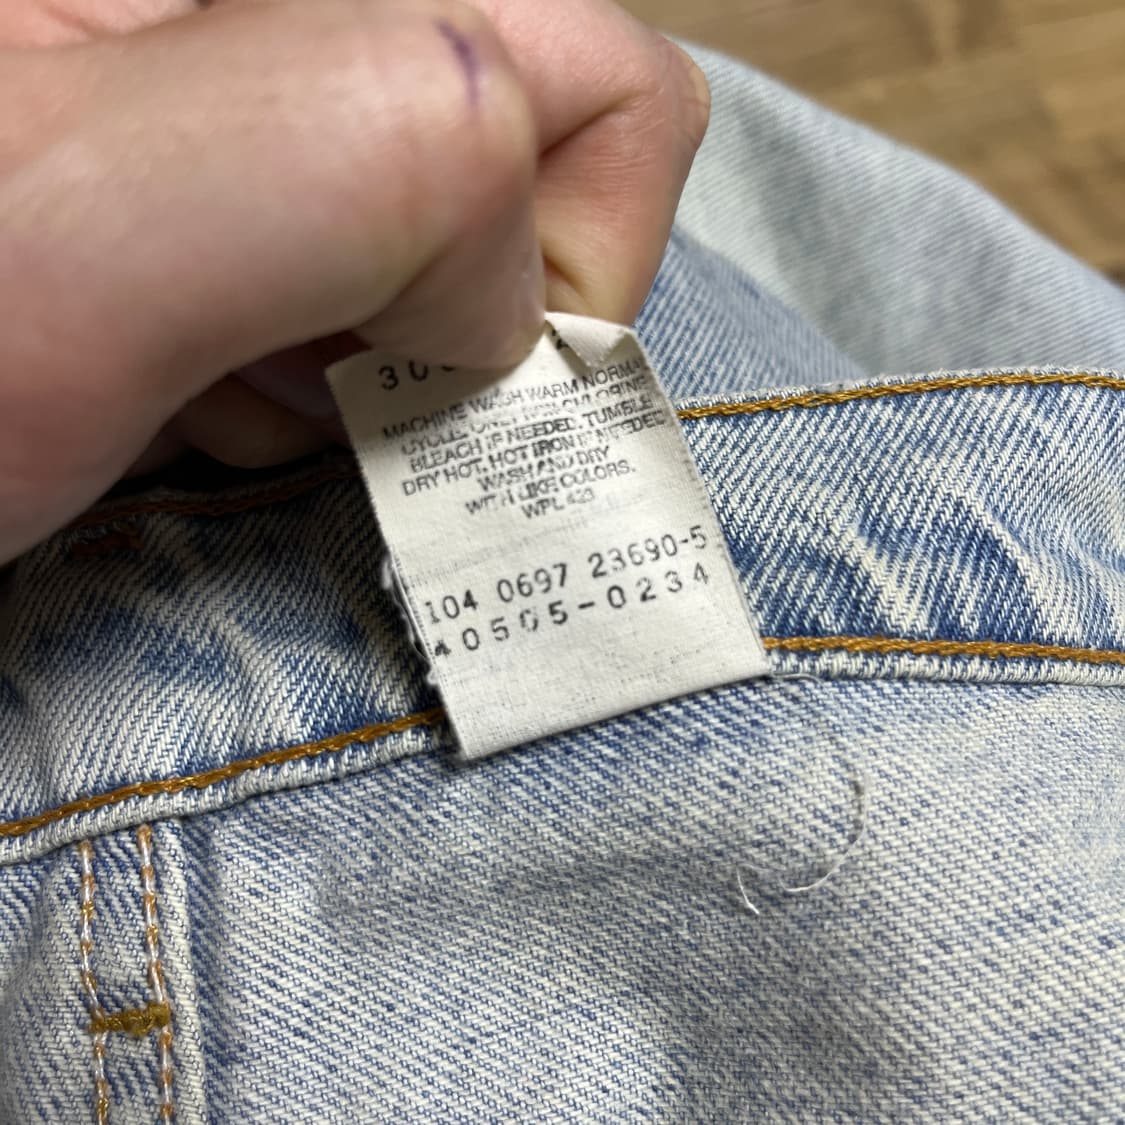 MACHINE WASH WARM NORMAL
CYCLE ONLY NON CHLORINE
BLEACH IF NEEDED. TUMBLE
DRY HOT. HOT IRON IF NEEDED
WASH AND DRY
WITH LIKE COLORS.
WPL 423
104 0697 23690-5
40505-0234